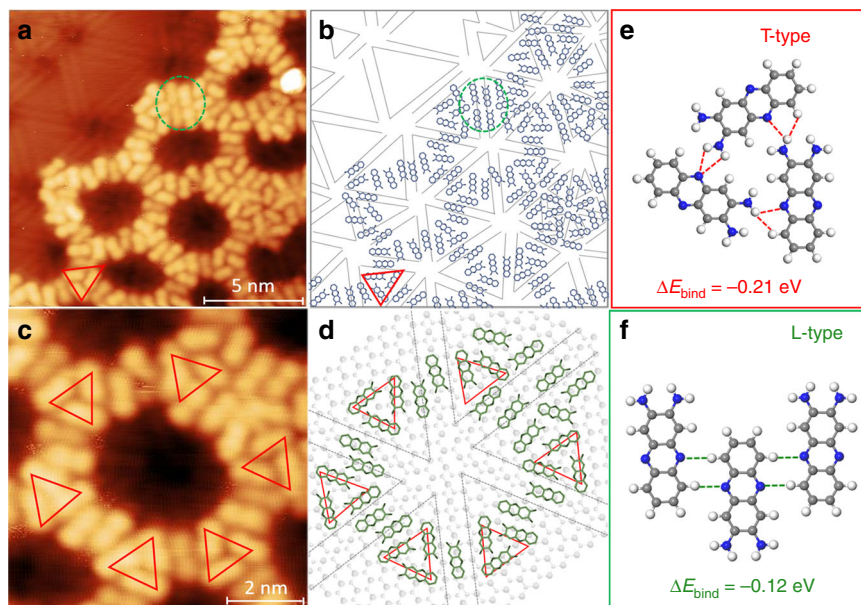 a
5 nm
b
e
T-type
ΔEbind = –0.21 eV
c
2 nm
d
f
L-type
ΔEbind = –0.12 eV